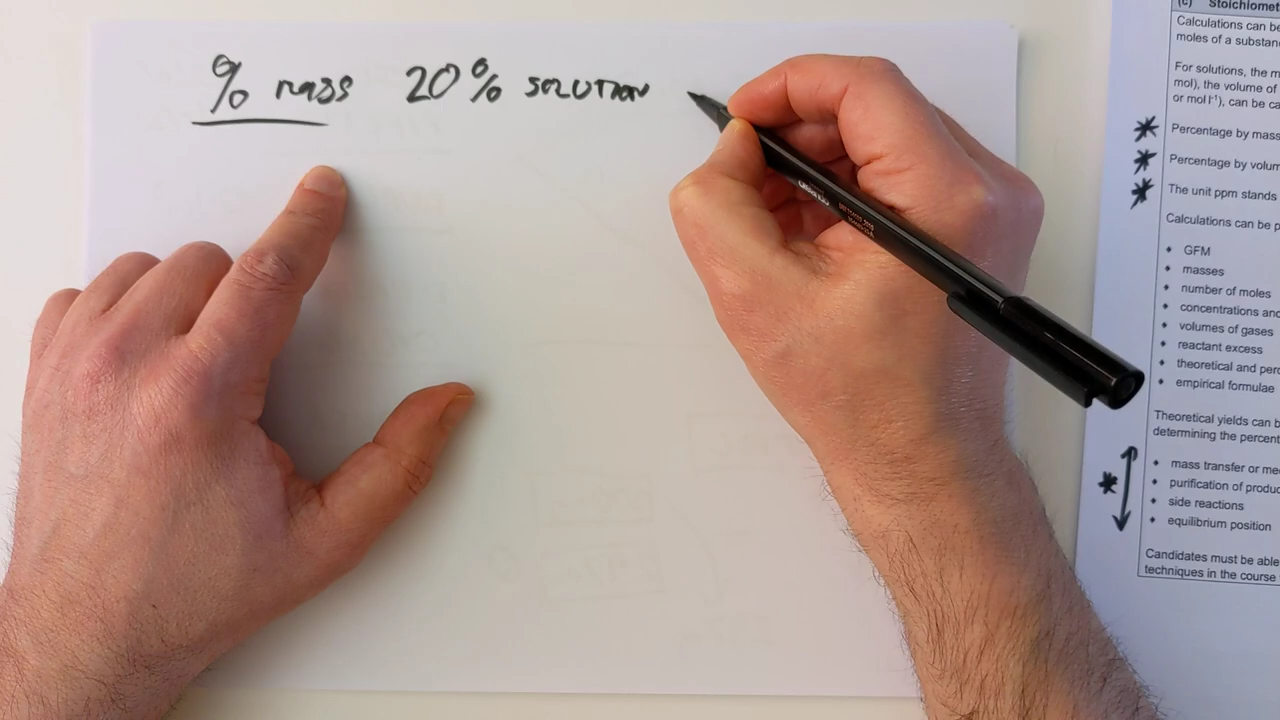 % mass 20% SOLUTION
(c) Stoichiomet
Calculations can be
moles of a substan
For solutions, the m
mol), the volume of
or mol l⁻¹), can be ca
* Percentage by mass
* Percentage by volum
* The unit ppm stands
Calculations can be p
♦ GFM
♦ masses
♦ number of moles
♦ concentrations and
♦ volumes of gases
♦ reactant excess
♦ theoretical and perc
♦ empirical formulae
Theoretical yields can b
determining the percent
♦ mass transfer or me
* ♦ purification of produc
♦ side reactions
♦ equilibrium position
Candidates must be able
techniques in the course